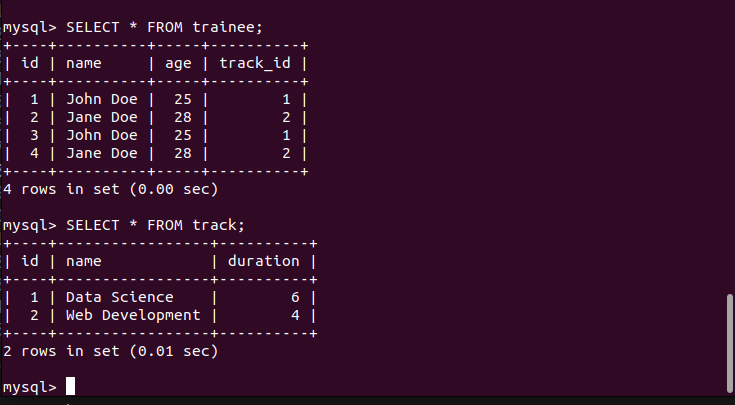 mysql> SELECT * FROM trainee;
+----+----------+-----+----------+
| id | name     | age | track_id |
+----+----------+-----+----------+
|  1 | John Doe |  25 |        1 |
|  2 | Jane Doe |  28 |        2 |
|  3 | John Doe |  25 |        1 |
|  4 | Jane Doe |  28 |        2 |
+----+----------+-----+----------+
4 rows in set (0.00 sec)

mysql> SELECT * FROM track;
+----+-----------------+----------+
| id | name            | duration |
+----+-----------------+----------+
|  1 | Data Science    |        6 |
|  2 | Web Development |        4 |
+----+-----------------+----------+
2 rows in set (0.01 sec)

mysql>